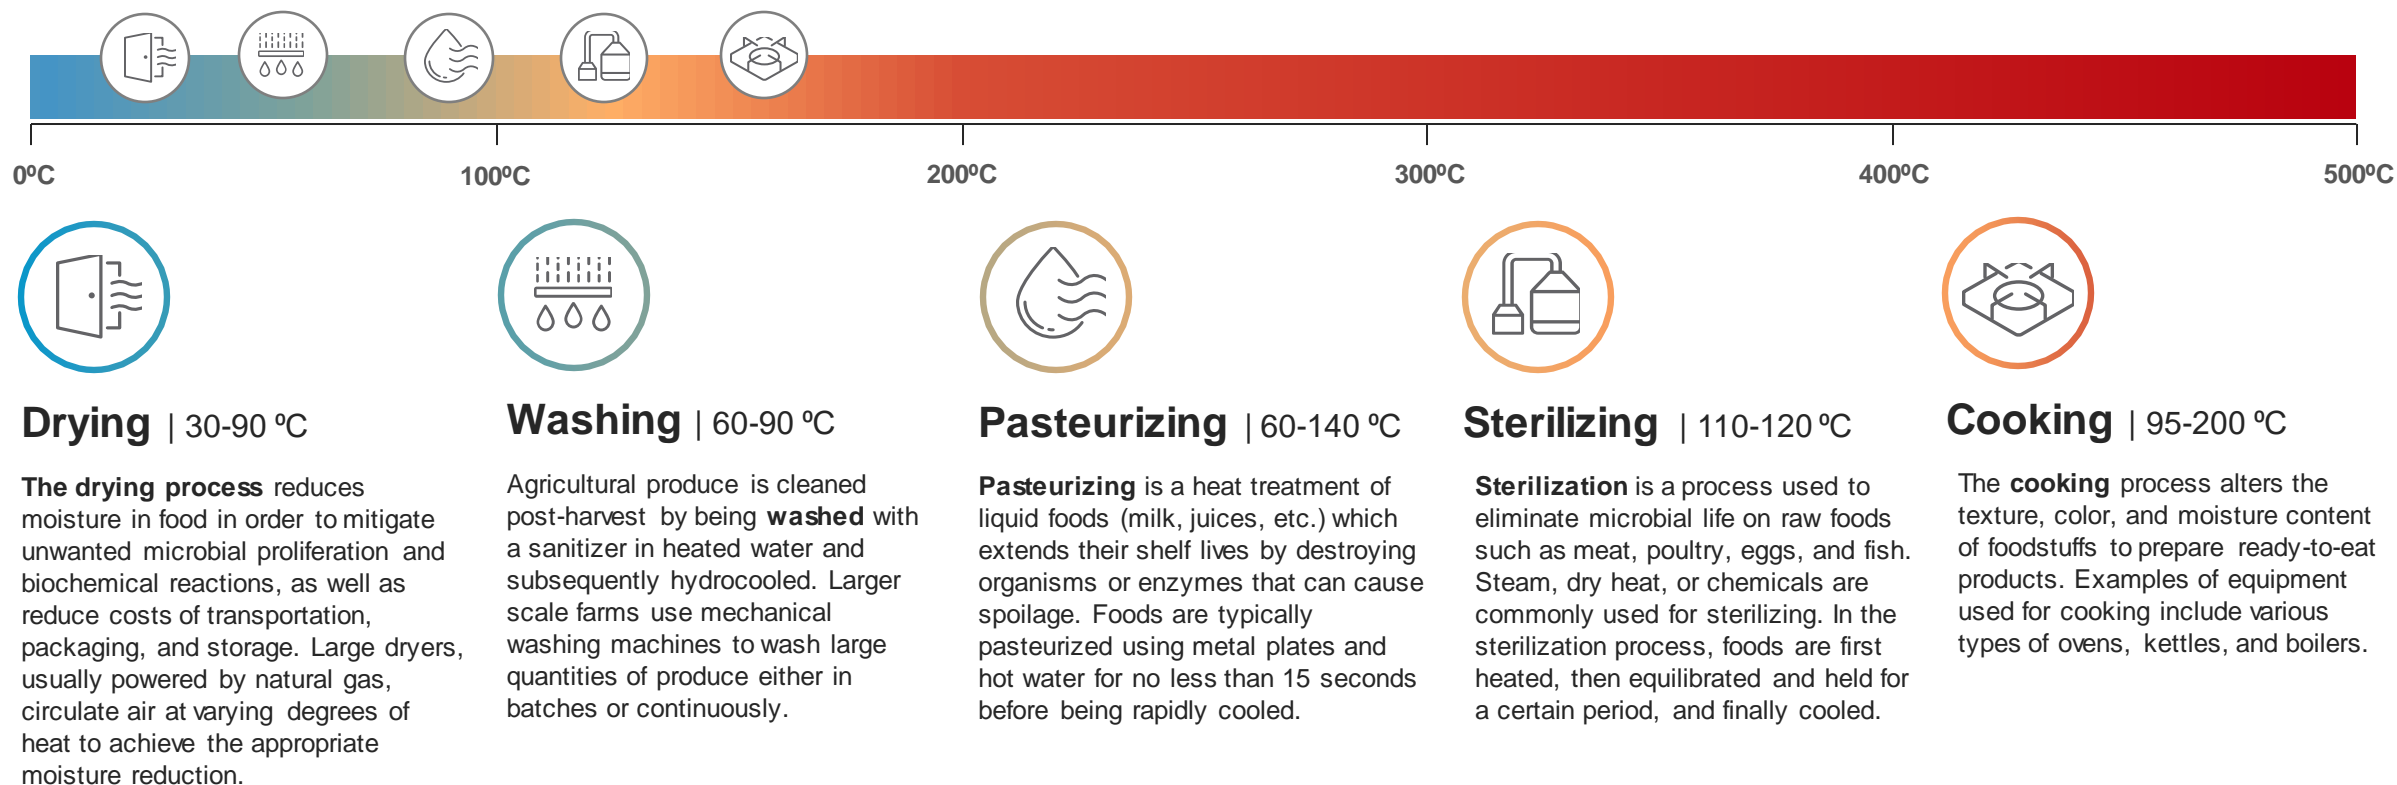 0ºC
100ºC
200ºC
300ºC
400ºC
500ºC
Drying | 30-90 ºC
The drying process reduces
moisture in food in order to mitigate
unwanted microbial proliferation and
biochemical reactions, as well as
reduce costs of transportation,
packaging, and storage. Large dryers,
usually powered by natural gas,
circulate air at varying degrees of
heat to achieve the appropriate
moisture reduction.
Washing | 60-90 ºC
Agricultural produce is cleaned
post-harvest by being washed with
a sanitizer in heated water and
subsequently hydrocooled. Larger
scale farms use mechanical
washing machines to wash large
quantities of produce either in
batches or continuously.
Pasteurizing | 60-140 ºC
Pasteurizing is a heat treatment of
liquid foods (milk, juices, etc.) which
extends their shelf lives by destroying
organisms or enzymes that can cause
spoilage. Foods are typically
pasteurized using metal plates and
hot water for no less than 15 seconds
before being rapidly cooled.
Sterilizing | 110-120 ºC
Sterilization is a process used to
eliminate microbial life on raw foods
such as meat, poultry, eggs, and fish.
Steam, dry heat, or chemicals are
commonly used for sterilizing. In the
sterilization process, foods are first
heated, then equilibrated and held for
a certain period, and finally cooled.
Cooking | 95-200 ºC
The cooking process alters the
texture, color, and moisture content
of foodstuffs to prepare ready-to-eat
products. Examples of equipment
used for cooking include various
types of ovens, kettles, and boilers.